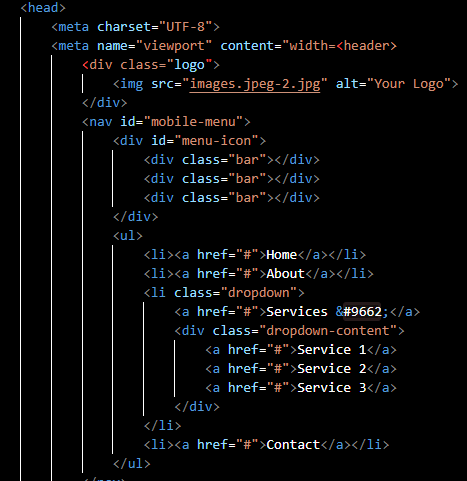 <head>
<meta charset="UTF-8">
<meta name="viewport" content="width=<header>
<div class="logo">
<img src="images.jpeg-2.jpg" alt="Your Logo">
</div>
<nav id="mobile-menu">
<div id="menu-icon">
<div class="bar"></div>
<div class="bar"></div>
<div class="bar"></div>
</div>
<ul>
<li><a href="#">Home</a></li>
<li><a href="#">About</a></li>
<li class="dropdown">
<a href="#">Services &#9662;</a>
<div class="dropdown-content">
<a href="#">Service 1</a>
<a href="#">Service 2</a>
<a href="#">Service 3</a>
</div>
</li>
<li><a href="#">Contact</a></li>
</ul>